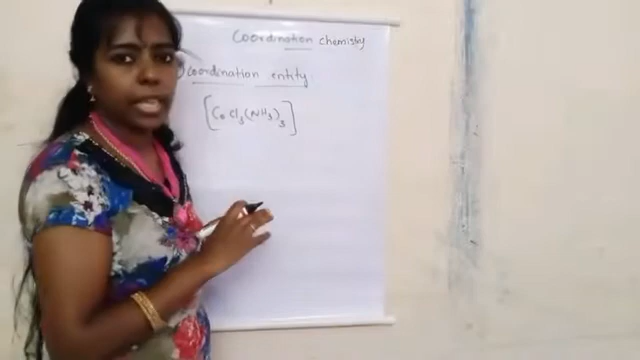 Coordination chemistry
) Coordination entity
[CoCl₃(NH₃)₃]